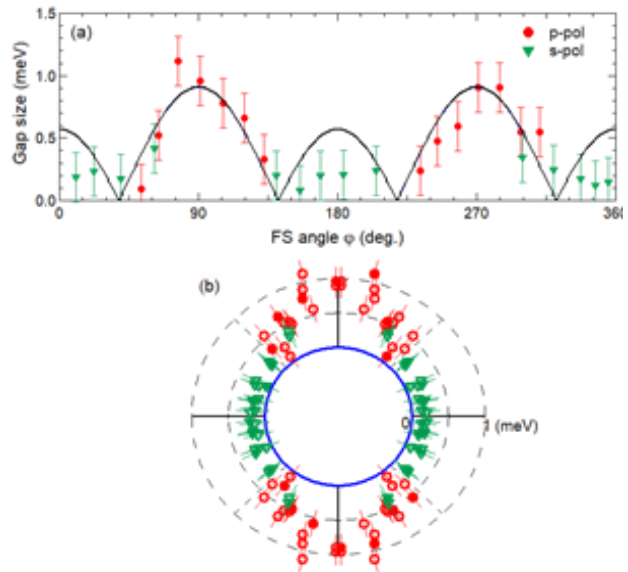 (a)
p-pol
s-pol
Gap size (meV)
1.5
1.0
0.5
0.0
0 90 180 270 360
FS angle φ (deg.)
(b)
0 1 (meV)